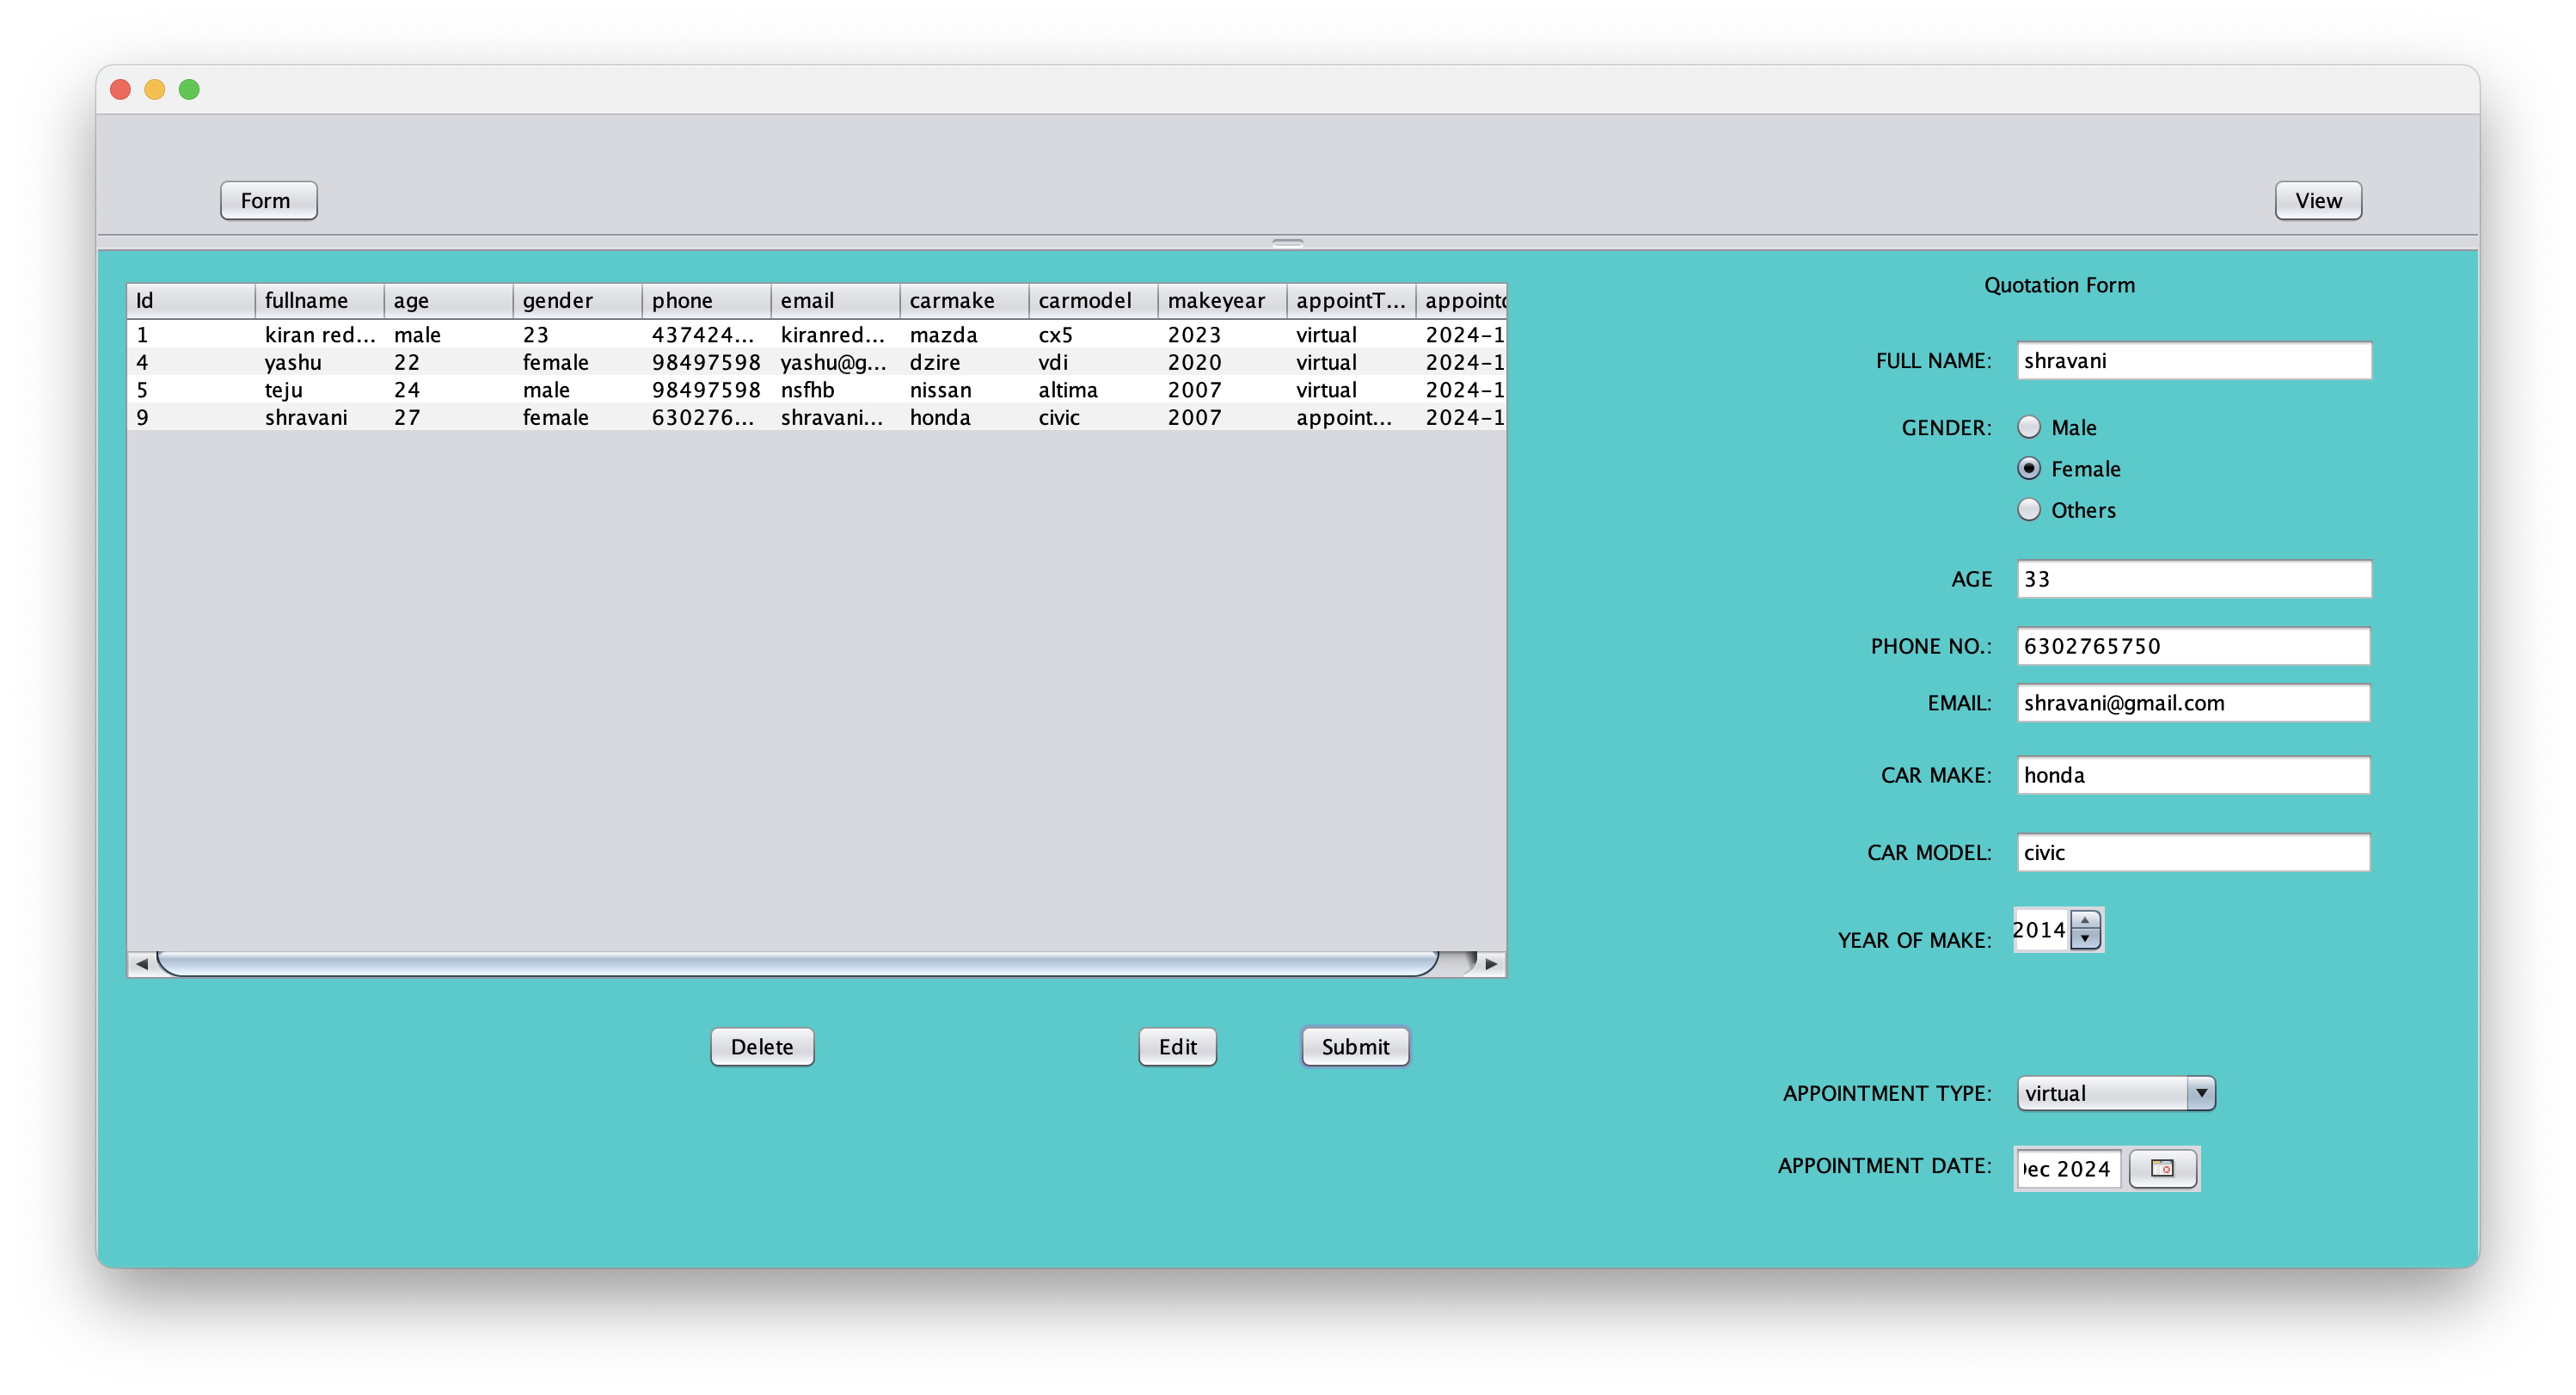 Form View
Id fullname age gender phone email carmake carmodel makeyear appointT...
1 kiran red... male 23 437424... kiranred... mazda cx5 2023 virtual 2024-1
4 yashu 22 female 98497598 yashu@g... dzire vdi 2020 virtual 2024-1
5 teju 24 male 98497598 nsfhb nissan altima 2007 virtual 2024-1
9 shravani 27 female 630276... shravani... honda civic 2007 appoint... 2024-1
Delete Edit Submit
Quotation Form
FULL NAME: shravani
GENDER: Male
Female
Others
AGE 33
PHONE NO.: 6302765750
EMAIL: shravani@gmail.com
CAR MAKE: honda
CAR MODEL: civic
YEAR OF MAKE: 2014
APPOINTMENT TYPE: virtual
APPOINTMENT DATE: 2024